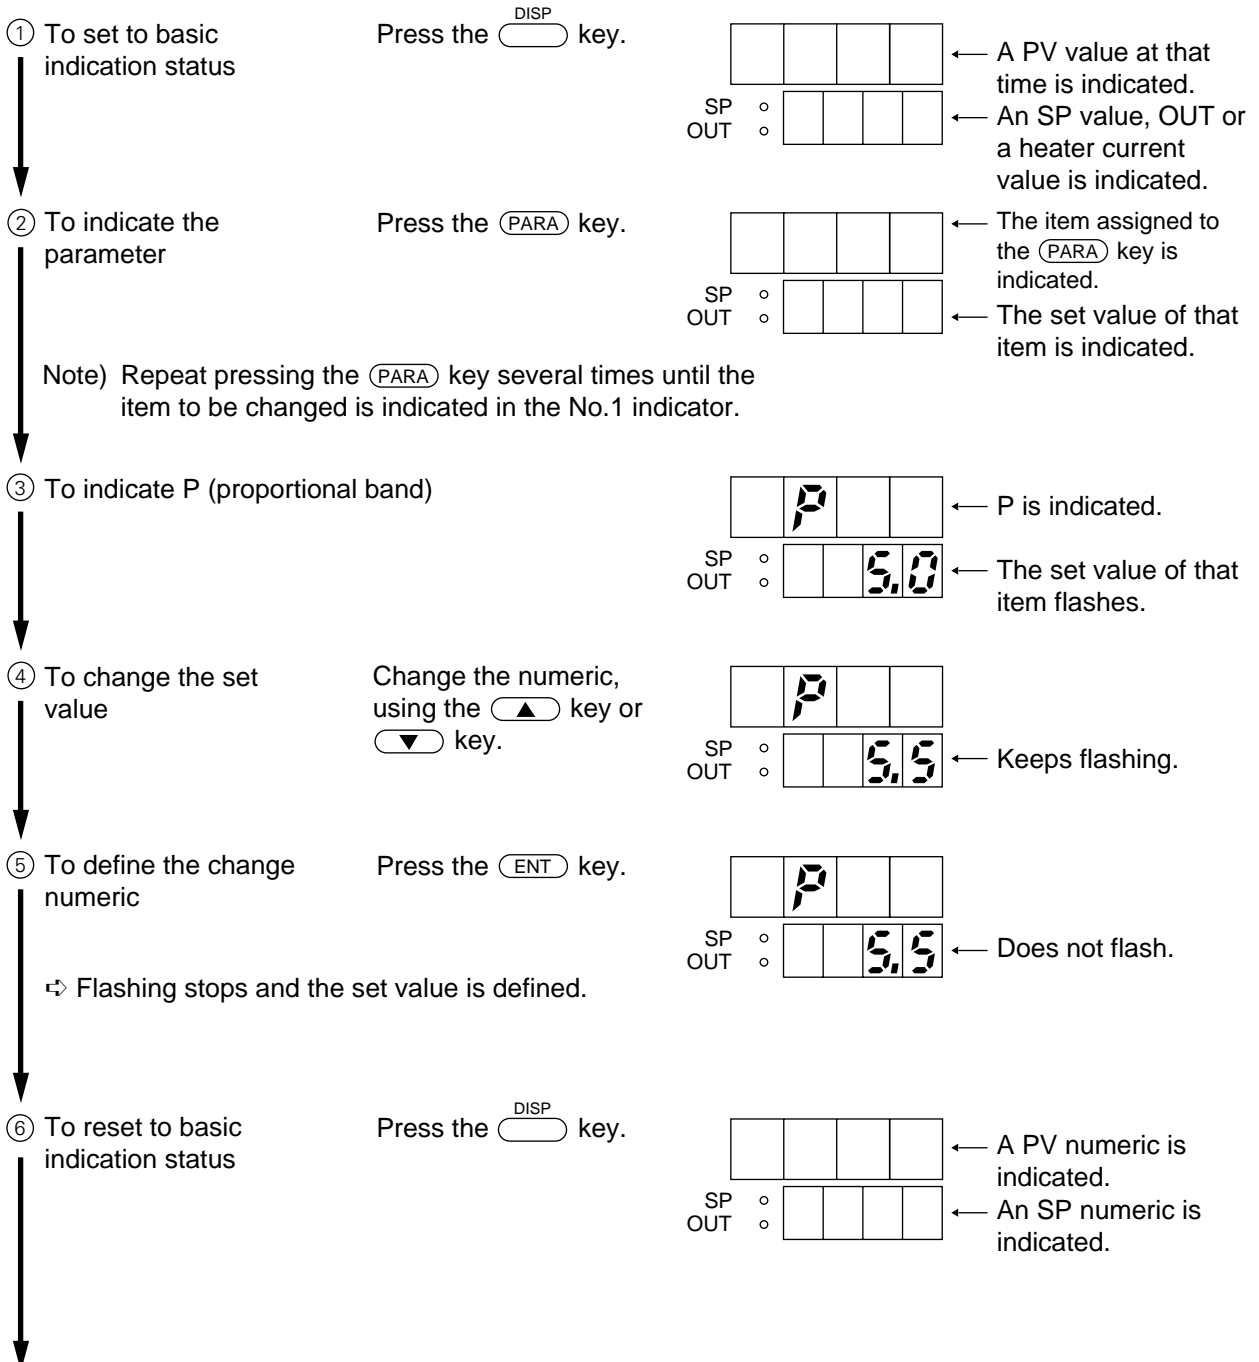 DISP
① To set to basic
indication status
Press the key.
SP
OUT
A PV value at that
time is indicated.
An SP value, OUT or
a heater current
value is indicated.
② To indicate the
parameter
Press the PARA key.
SP
OUT
The item assigned to
the PARA key is
indicated.
The set value of that
item is indicated.
Note) Repeat pressing the PARA key several times until the
item to be changed is indicated in the No.1 indicator.
③ To indicate P (proportional band)
P
SP
OUT
5.0
P is indicated.
The set value of that
item flashes.
④ To change the set
value
Change the numeric,
using the ▲ key or
▼ key.
P
SP
OUT
5.5
Keeps flashing.
⑤ To define the change
numeric
Press the ENT key.
P
SP
OUT
5.5
Does not flash.
➪ Flashing stops and the set value is defined.
DISP
⑥ To reset to basic
indication status
Press the key.
SP
OUT
A PV numeric is
indicated.
An SP numeric is
indicated.